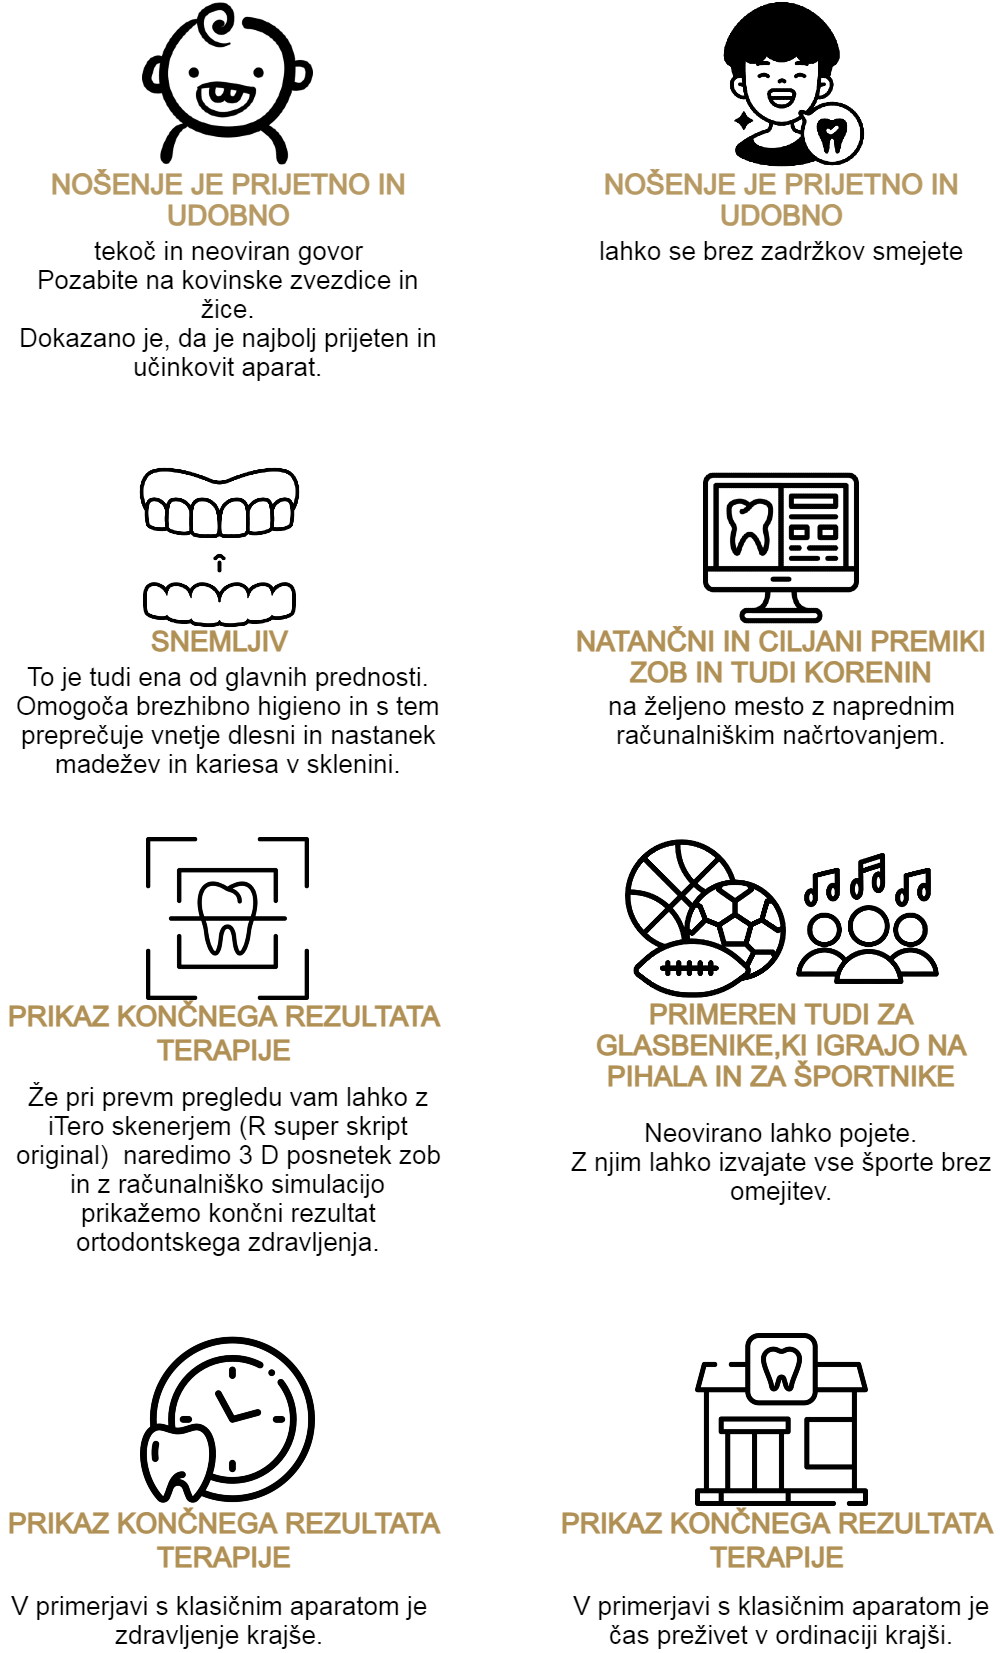 NOŠENJE JE PRIJETNO IN
UDOBNO
tekoč in neoviran govor
Pozabite na kovinske zvezdice in
žice.
Dokazano je, da je najbolj prijeten in
učinkovit aparat.
NOŠENJE JE PRIJETNO IN
UDOBNO
lahko se brez zadržkov smejete
SNEMLJIV
To je tudi ena od glavnih prednosti.
Omogoča brezhibno higieno in s tem
preprečuje vnetje dlesni in nastanek
madežev in kariesa v sklenini.
NATANČNI IN CILJANI PREMIKI
ZOB IN TUDI KORENIN
na željeno mesto z naprednim
računalniškim načrtovanjem.
PRIKAZ KONČNEGA REZULTATA
TERAPIJE
Že pri prevm pregledu vam lahko z
iTero skenerjem (R super skript
original)  naredimo 3 D posnetek zob
in z računalniško simulacijo
prikažemo končni rezultat
ortodontskega zdravljenja.
PRIMEREN TUDI ZA
GLASBENIKE,KI IGRAJO NA
PIHALA IN ZA ŠPORTNIKE
Neovirano lahko pojete.
Z njim lahko izvajate vse športe brez
omejitev.
PRIKAZ KONČNEGA REZULTATA
TERAPIJE
V primerjavi s klasičnim aparatom je
zdravljenje krajše.
PRIKAZ KONČNEGA REZULTATA
TERAPIJE
V primerjavi s klasičnim aparatom je
čas preživet v ordinaciji krajši.